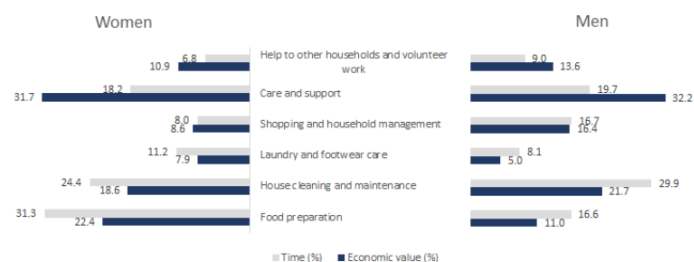 Women
Men
6.8
Help to other households and volunteer
9.0
10.9
work
13.6
18.2
Care and support
19.7
31.7
32.2
8.0
Shopping and household management
16.7
8.6
16.4
11.2
Laundry and footwear care
8.1
7.9
5.0
24.4
House cleaning and maintenance
29.9
18.6
21.7
31.3
Food preparation
16.6
22.4
11.0
Time (%)
Economic value (%)